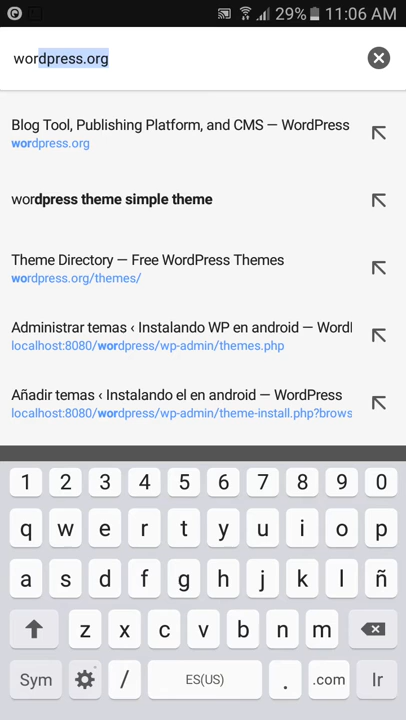 29% 11:06 AM
wordpress.org
Blog Tool, Publishing Platform, and CMS — WordPress
wordpress.org
wordpress theme simple theme
Theme Directory — Free WordPress Themes
wordpress.org/themes/
Administrar temas ‹ Instalando WP en android — Word
localhost:8080/wordpress/wp-admin/themes.php
Añadir temas ‹ Instalando el en android — WordPress
localhost:8080/wordpress/wp-admin/theme-install.php?brows
1 2 3 4 5 6 7 8 9 0
q w e r t y u i o p
a s d f g h j k l ñ
z x c v b n m
Sym / ES(US) . .com Ir